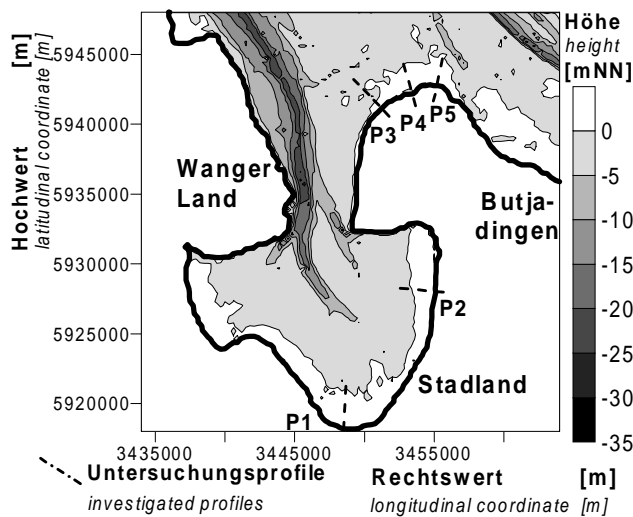 Höhe
height
[mNN]
0
-5
-10
-15
-20
-25
-30
-35
Hochwert [m]
latitudinal coordinate [m]
5945000
5940000
5935000
5930000
5925000
5920000
Wanger
Land
P3
P4
P5
Butja-
dingen
P2
Stadland
P1
3435000
3445000
3455000
Untersuchungsprofile
investigated profiles
Rechtswert [m]
longitudinal coordinate [m]